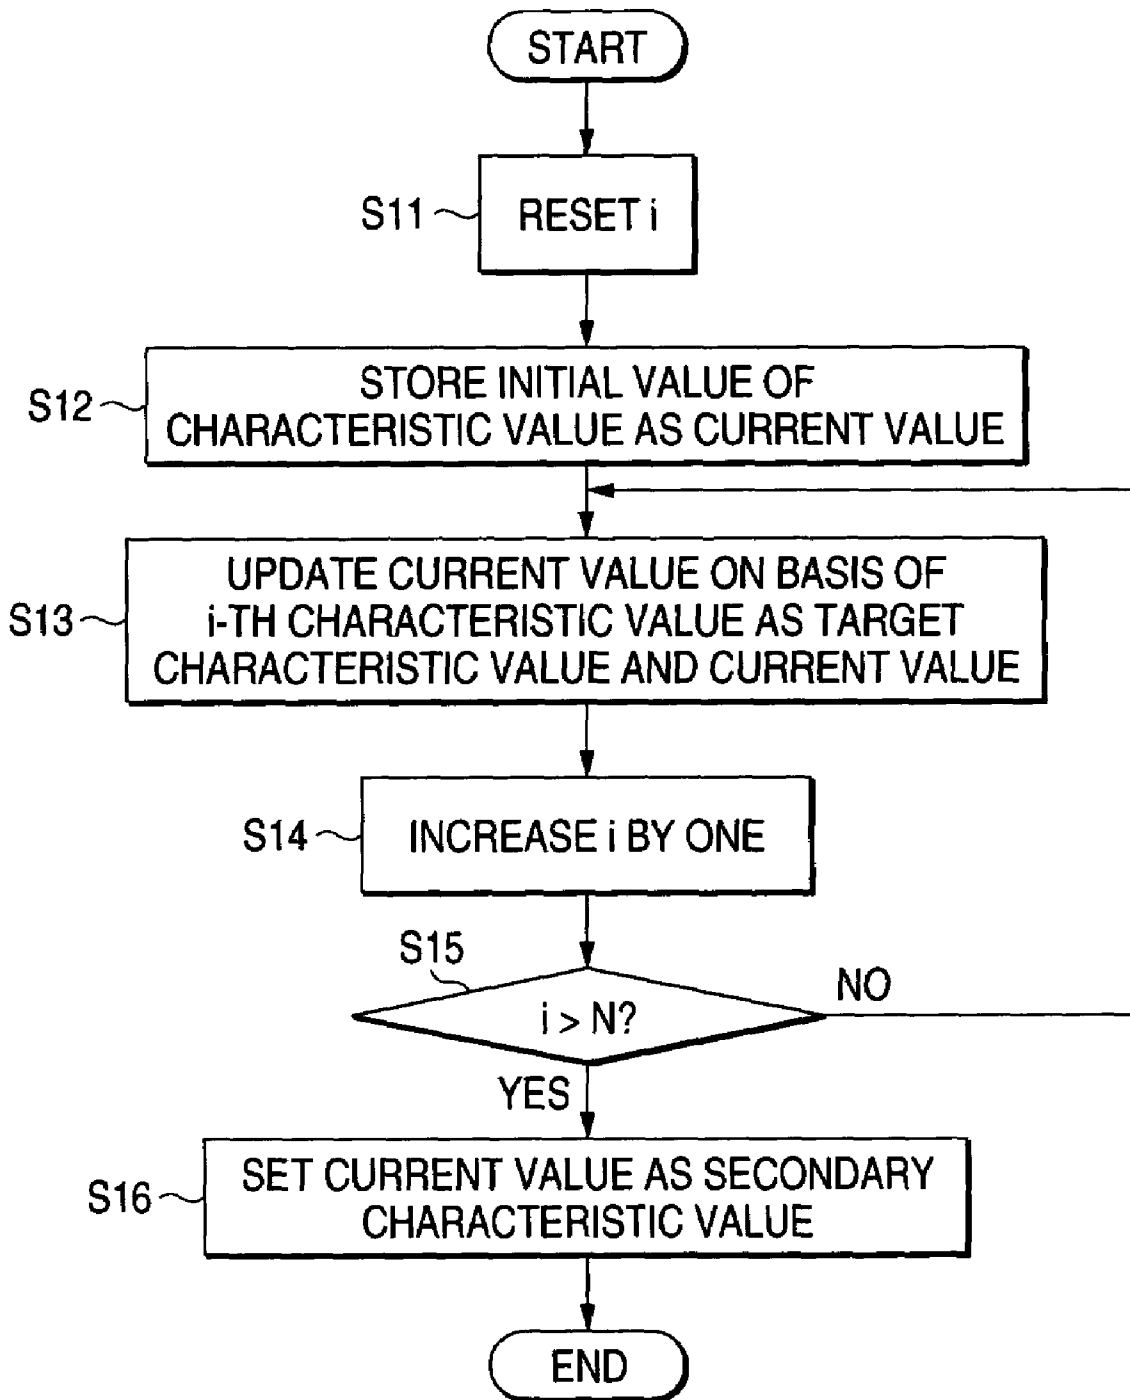 START
S11
RESET i
S12
STORE INITIAL VALUE OF
CHARACTERISTIC VALUE AS CURRENT VALUE
S13
UPDATE CURRENT VALUE ON BASIS OF
i-TH CHARACTERISTIC VALUE AS TARGET
CHARACTERISTIC VALUE AND CURRENT VALUE
S14
INCREASE i BY ONE
S15
i > N?
NO
YES
S16
SET CURRENT VALUE AS SECONDARY
CHARACTERISTIC VALUE
END